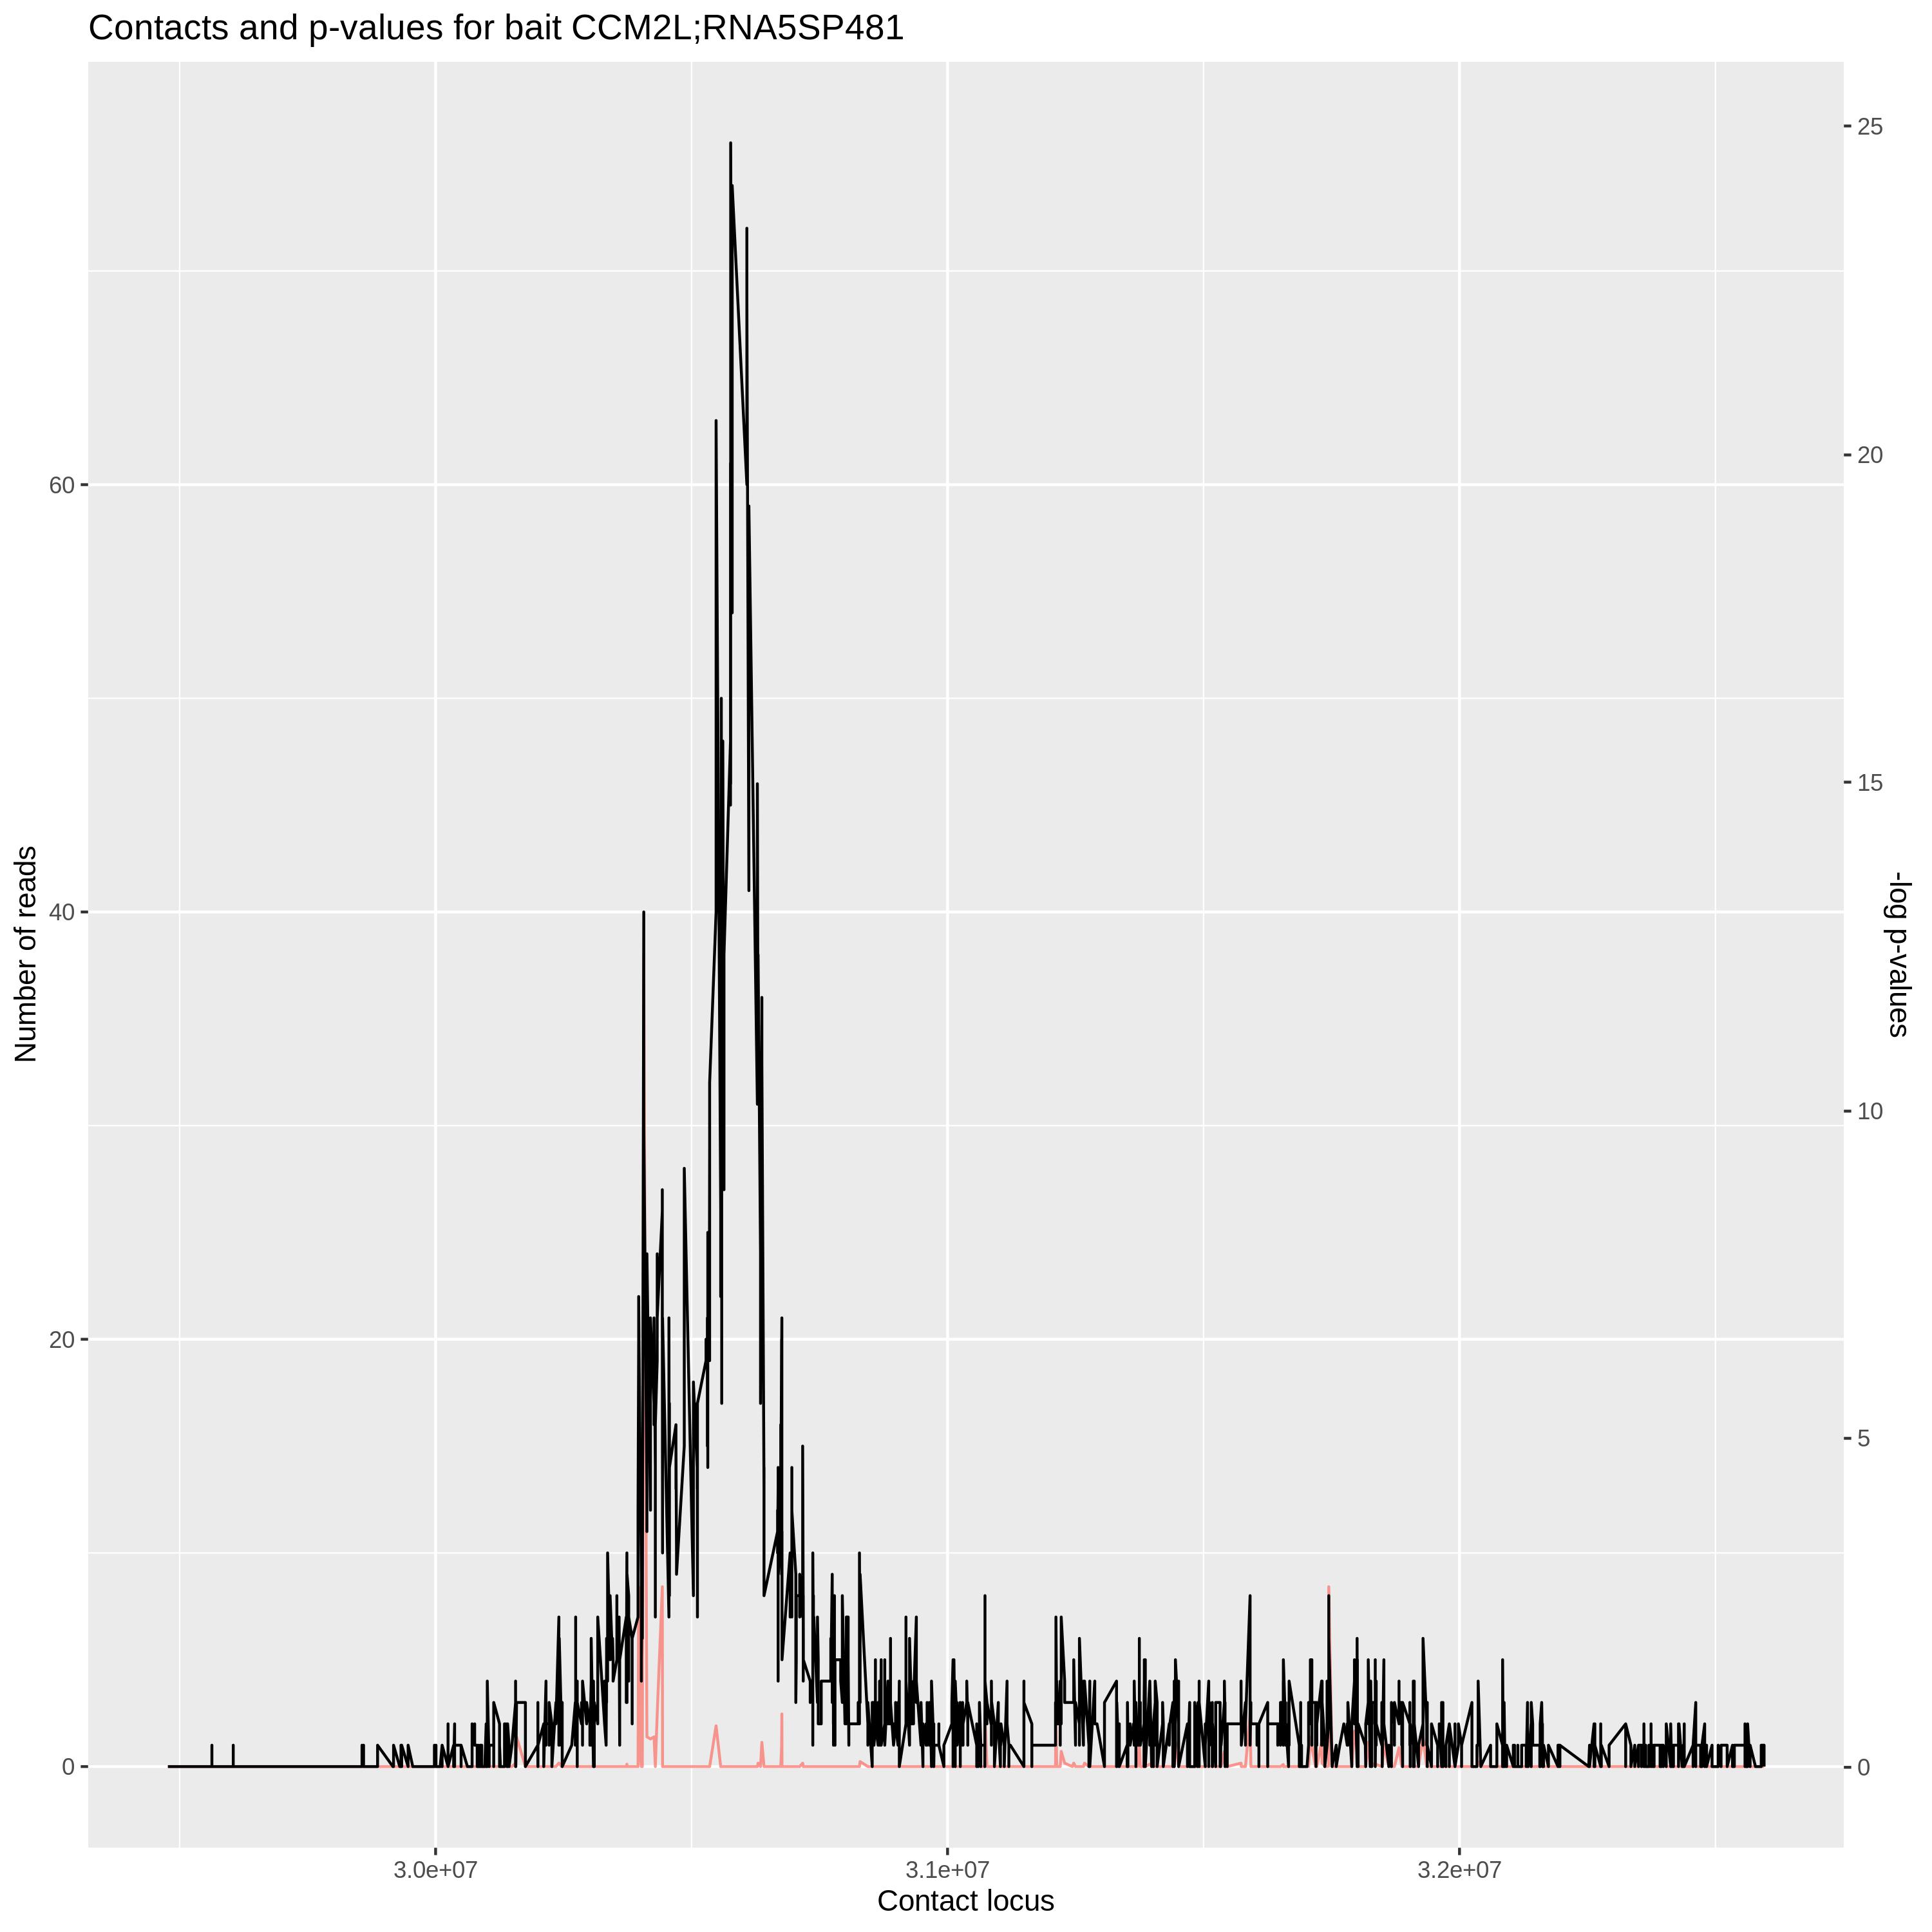 Contacts and p-values for bait CCM2L;RNA5SP481
Number of reads
60
40
20
0
25
20
15
10
5
0
-log p-values
3.0e+07
3.1e+07
3.2e+07
Contact locus